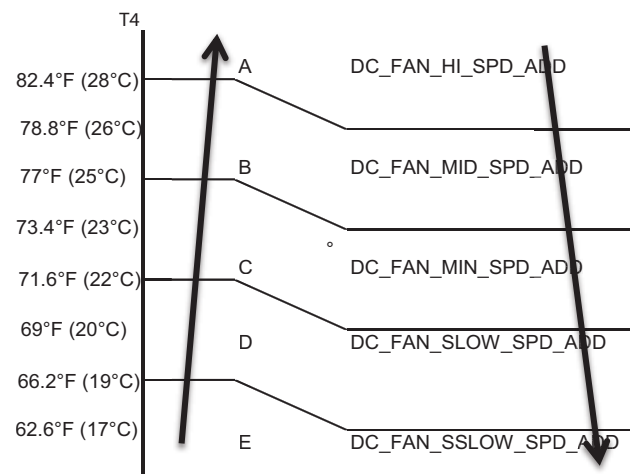 T4
A DC_FAN_HI_SPD_ADD
82.4°F (28°C)
78.8°F (26°C)
B DC_FAN_MID_SPD_ADD
77°F (25°C)
73.4°F (23°C)
°
C DC_FAN_MIN_SPD_ADD
71.6°F (22°C)
69°F (20°C)
D DC_FAN_SLOW_SPD_ADD
66.2°F (19°C)
62.6°F (17°C)
E DC_FAN_SSLOW_SPD_ADD